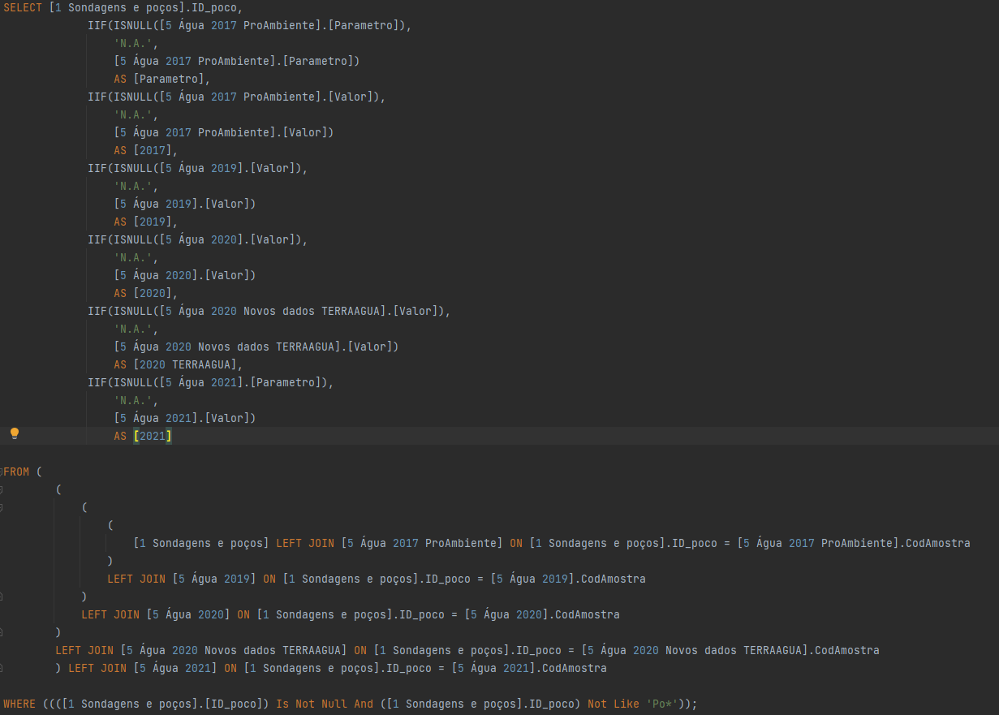 SELECT [1 Sondagens e poços].ID_poco,
IIF(ISNULL([5 Água 2017 ProAmbiente].[Parametro]),
'N.A.',
[5 Água 2017 ProAmbiente].[Parametro])
AS [Parametro],
IIF(ISNULL([5 Água 2017 ProAmbiente].[Valor]),
'N.A.',
[5 Água 2017 ProAmbiente].[Valor])
AS [2017],
IIF(ISNULL([5 Água 2019].[Valor]),
'N.A.',
[5 Água 2019].[Valor])
AS [2019],
IIF(ISNULL([5 Água 2020].[Valor]),
'N.A.',
[5 Água 2020].[Valor])
AS [2020],
IIF(ISNULL([5 Água 2020 Novos dados TERRAAGUA].[Valor]),
'N.A.',
[5 Água 2020 Novos dados TERRAAGUA].[Valor])
AS [2020 TERRAAGUA],
IIF(ISNULL([5 Água 2021].[Parametro]),
'N.A.',
[5 Água 2021].[Valor])
AS [2021]
FROM (
(
(
(
[1 Sondagens e poços] LEFT JOIN [5 Água 2017 ProAmbiente] ON [1 Sondagens e poços].ID_poco = [5 Água 2017 ProAmbiente].CodAmostra
)
LEFT JOIN [5 Água 2019] ON [1 Sondagens e poços].ID_poco = [5 Água 2019].CodAmostra
)
LEFT JOIN [5 Água 2020] ON [1 Sondagens e poços].ID_poco = [5 Água 2020].CodAmostra
)
LEFT JOIN [5 Água 2020 Novos dados TERRAAGUA] ON [1 Sondagens e poços].ID_poco = [5 Água 2020 Novos dados TERRAAGUA].CodAmostra
) LEFT JOIN [5 Água 2021] ON [1 Sondagens e poços].ID_poco = [5 Água 2021].CodAmostra
WHERE ((([1 Sondagens e poços].[ID_poco]) Is Not Null And ([1 Sondagens e poços].ID_poco) Not Like 'Po*'));